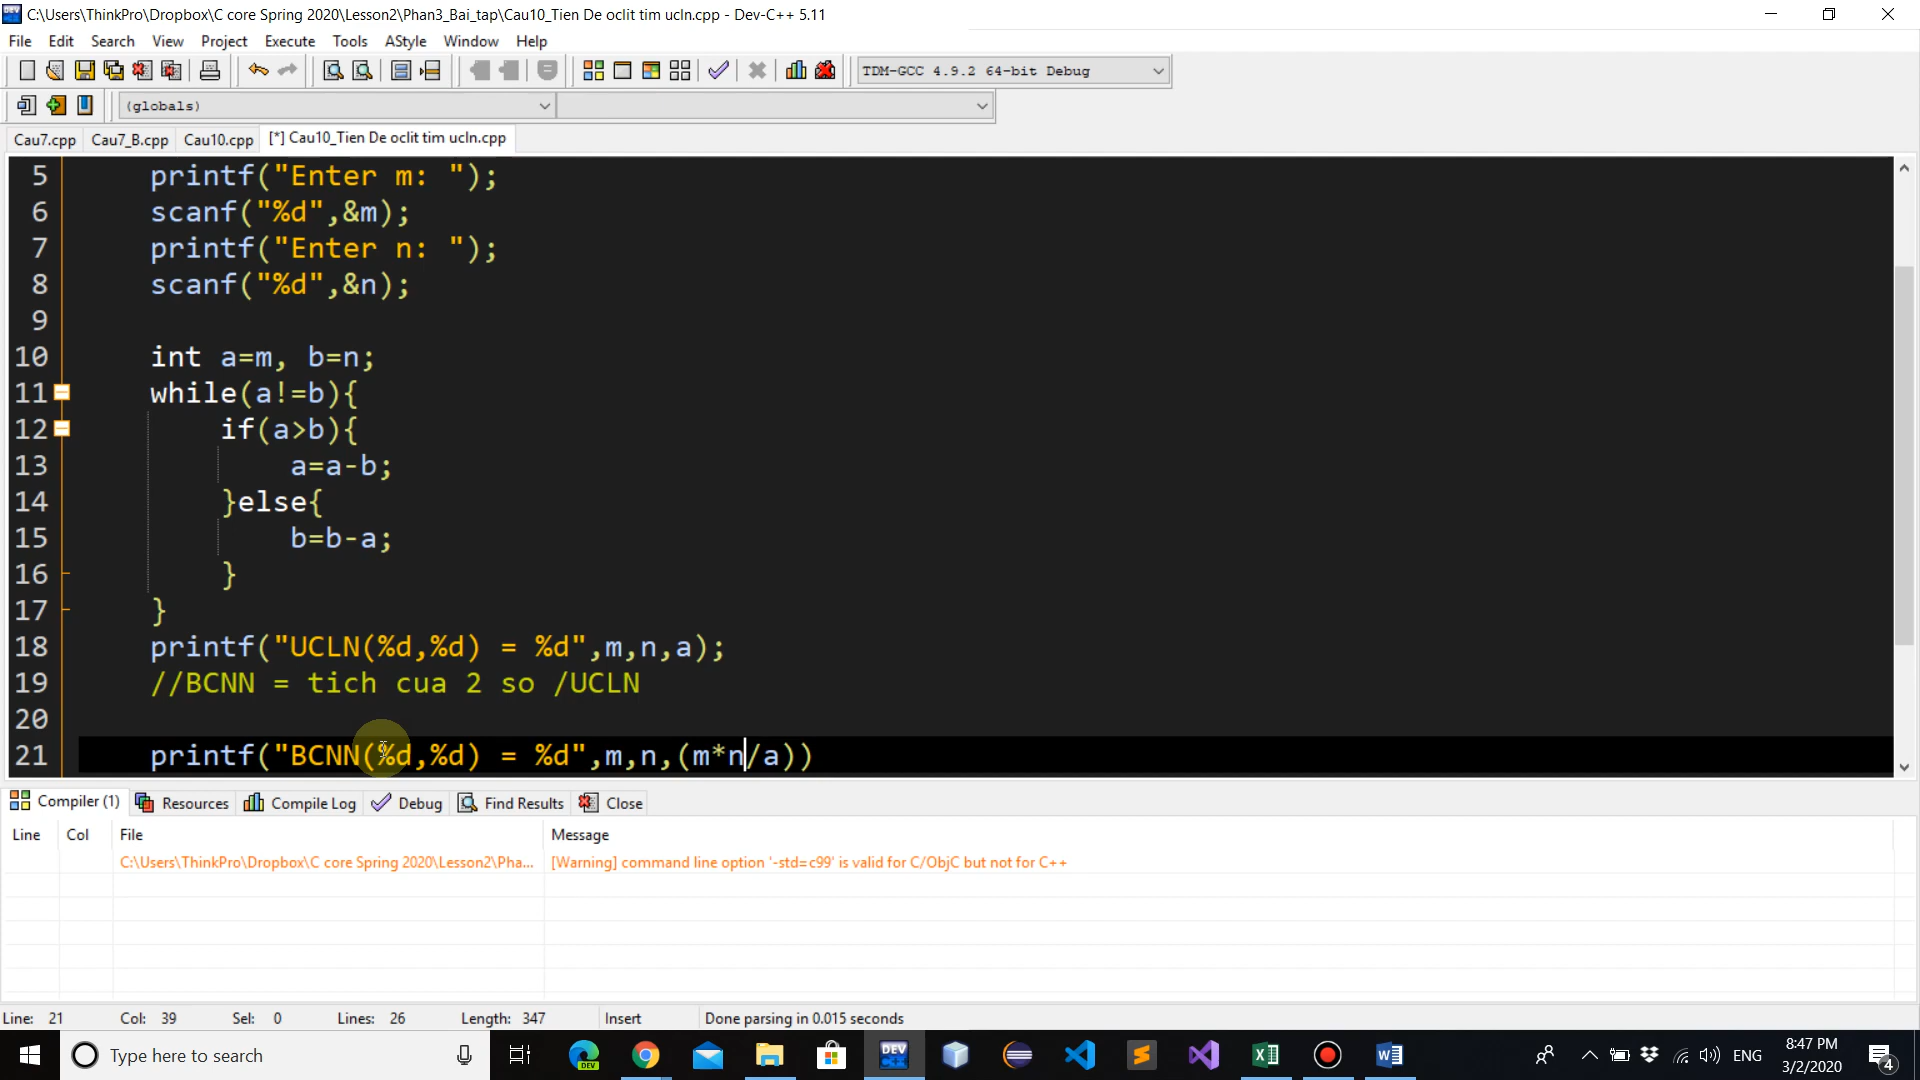 C:\Users\ThinkPro\Dropbox\C core Spring 2020\Lesson2\Phan3_Bai_tap\Cau10_Tien De oclit tim ucln.cpp - Dev-C++ 5.11
File Edit Search View Project Execute Tools AStyle Window Help
TDM-GCC 4.9.2 64-bit Debug
(globals)
Cau7.cpp Cau7_B.cpp Cau10.cpp [*] Cau10_Tien De oclit tim ucln.cpp
5 printf("Enter m: ");
6 scanf("%d",&m);
7 printf("Enter n: ");
8 scanf("%d",&n);
9
10 int a=m, b=n;
11 while(a!=b){
12 if(a>b){
13 a=a-b;
14 }else{
15 b=b-a;
16 }
17 }
18 printf("UCLN(%d,%d) = %d",m,n,a);
19 //BCNN = tich cua 2 so /UCLN
20
21 printf("BCNN(%d,%d) = %d",m,n,(m*n/a))
Compiler (1) Resources Compile Log Debug Find Results Close
Line Col File Message
C:\Users\ThinkPro\Dropbox\C core Spring 2020\Lesson2\Pha... [Warning] command line option '-std=c99' is valid for C/ObjC but not for C++
Line: 21 Col: 39 Sel: 0 Lines: 26 Length: 347 Insert Done parsing in 0.015 seconds
Type here to search
DEV
DEV
ENG
8:47 PM
3/2/2020
4